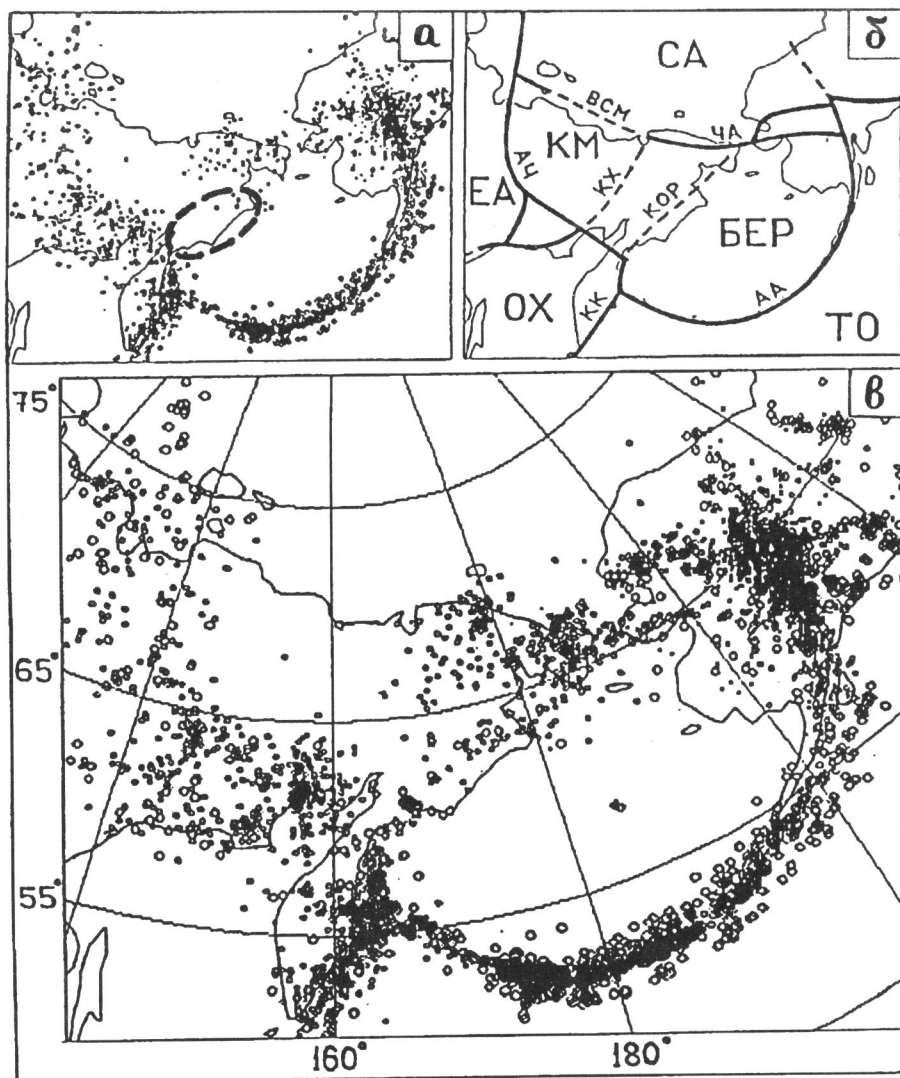 а
б
СА
ВСМ
ЧА
КМ
АЧ
КХ
ЕА
КОР
БЕР
ОХ
КК
АА
ТО
в
75°
65°
55°
160°
180°